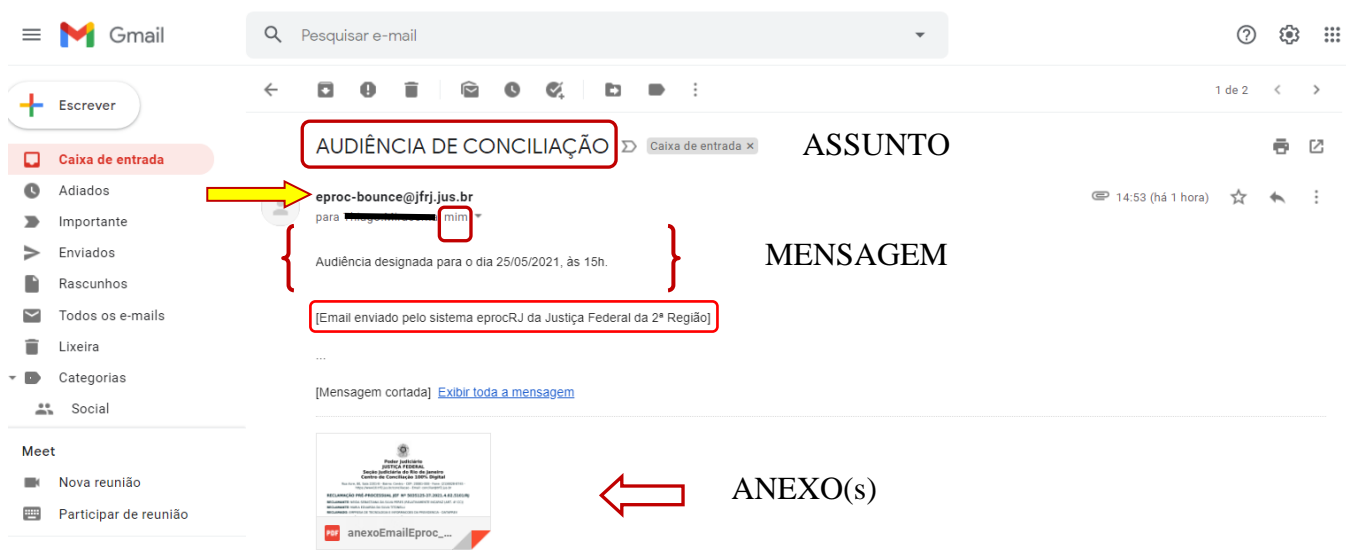 Gmail
Pesquisar e-mail
Escrever
1 de 2
AUDIÊNCIA DE CONCILIAÇÃO Caixa de entrada × ASSUNTO
Caixa de entrada
Adiados
eproc-bounce@jfrj.jus.br 14:53 (há 1 hora)
para mim
Importante
Enviados
Audiência designada para o dia 25/05/2021, às 15h. MENSAGEM
Rascunhos
Todos os e-mails
[Email enviado pelo sistema eprocRJ da Justiça Federal da 2ª Região]
Lixeira
...
Categorias
[Mensagem cortada] Exibir toda a mensagem
Social
Meet
Nova reunião
Participar de reunião
Poder Judiciário
JUSTIÇA FEDERAL
Seção Judiciária do Rio de Janeiro
Centro de Conciliação 100% Digital
PDF anexoEmailEproc_...
ANEXO(s)